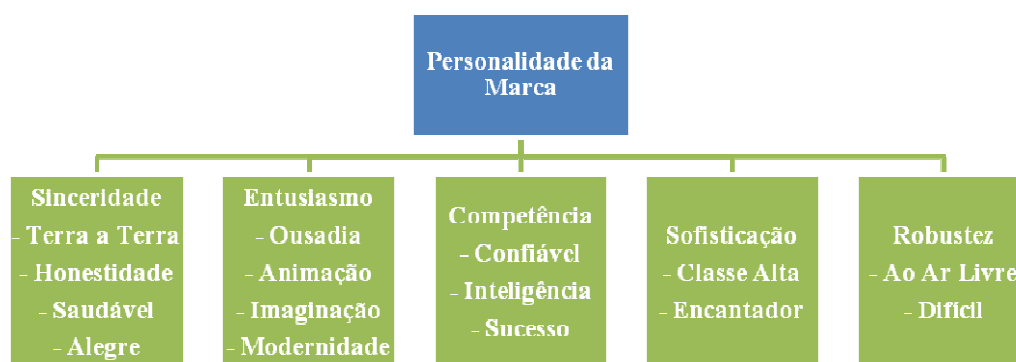 Personalidade da
Marca
Sinceridade
- Terra a Terra
- Honestidade
- Saudável
- Alegre
Entusiasmo
- Ousadia
- Animação
- Imaginação
- Modernidade
Competência
- Confiável
- Inteligência
- Sucesso
Sofisticação
- Classe Alta
- Encantador
Robustez
- Ao Ar Livre
- Difícil